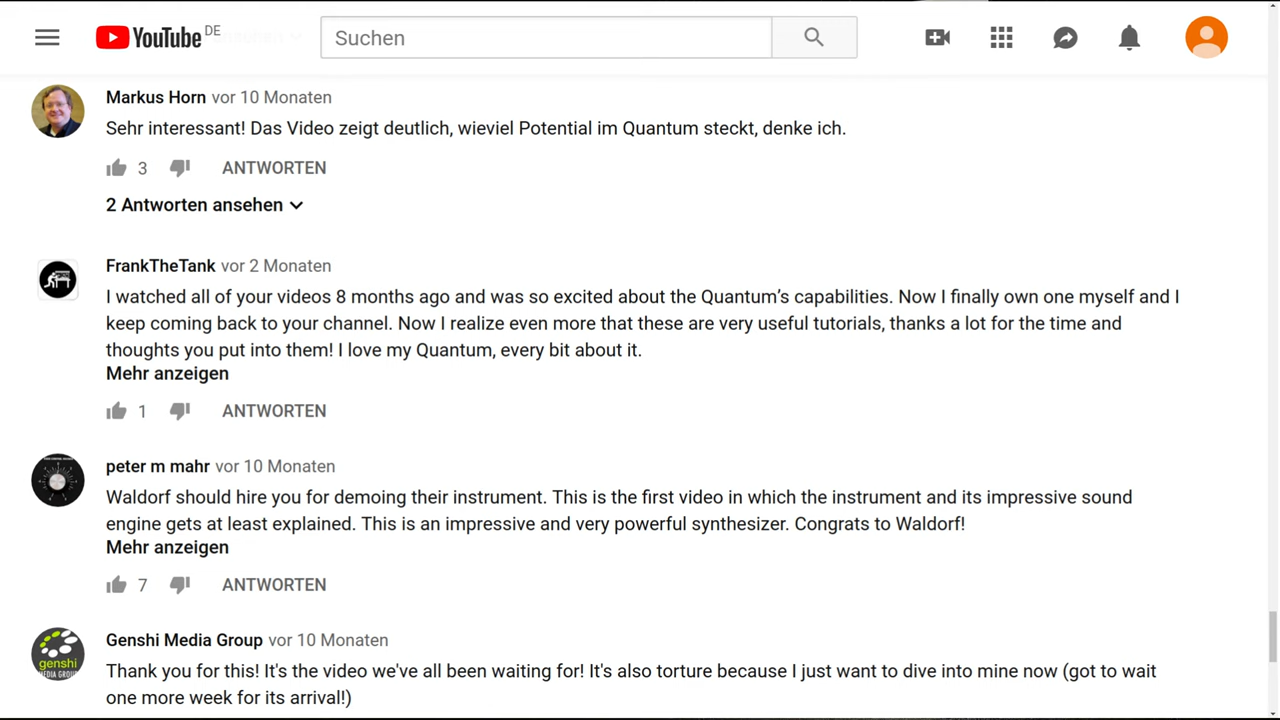 YouTube DE
Suchen
Markus Horn vor 10 Monaten
Sehr interessant! Das Video zeigt deutlich, wieviel Potential im Quantum steckt, denke ich.
3 ANTWORTEN
2 Antworten ansehen
FrankTheTank vor 2 Monaten
I watched all of your videos 8 months ago and was so excited about the Quantum’s capabilities. Now I finally own one myself and I
keep coming back to your channel. Now I realize even more that these are very useful tutorials, thanks a lot for the time and
thoughts you put into them! I love my Quantum, every bit about it.
Mehr anzeigen
1 ANTWORTEN
peter m mahr vor 10 Monaten
Waldorf should hire you for demoing their instrument. This is the first video in which the instrument and its impressive sound
engine gets at least explained. This is an impressive and very powerful synthesizer. Congrats to Waldorf!
Mehr anzeigen
7 ANTWORTEN
Genshi Media Group vor 10 Monaten
genshi
MEDIA GROUP
Thank you for this! It's the video we've all been waiting for! It's also torture because I just want to dive into mine now (got to wait
one more week for its arrival!)